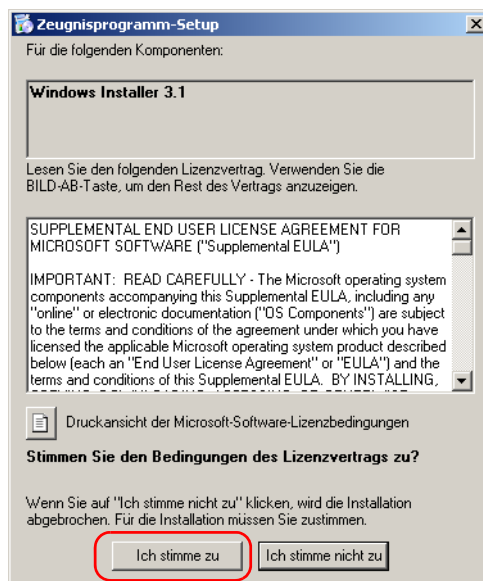 Zeugnisprogramm-Setup
Für die folgenden Komponenten:
Windows Installer 3.1
Lesen Sie den folgenden Lizenzvertrag. Verwenden Sie die
BILD-AB-Taste, um den Rest des Vertrags anzuzeigen.
SUPPLEMENTAL END USER LICENSE AGREEMENT FOR
MICROSOFT SOFTWARE ("Supplemental EULA")
IMPORTANT: READ CAREFULLY - The Microsoft operating system
components accompanying this Supplemental EULA, including any
"online" or electronic documentation ("OS Components") are subject
to the terms and conditions of the agreement under which you have
licensed the applicable Microsoft operating system product described
below (each an "End User License Agreement" or "EULA") and the
terms and conditions of this Supplemental EULA. BY INSTALLING,
Druckansicht der Microsoft-Software-Lizenzbedingungen
Stimmen Sie den Bedingungen des Lizenzvertrags zu?
Wenn Sie auf "Ich stimme nicht zu" klicken, wird die Installation
abgebrochen. Für die Installation müssen Sie zustimmen.
Ich stimme zu
Ich stimme nicht zu